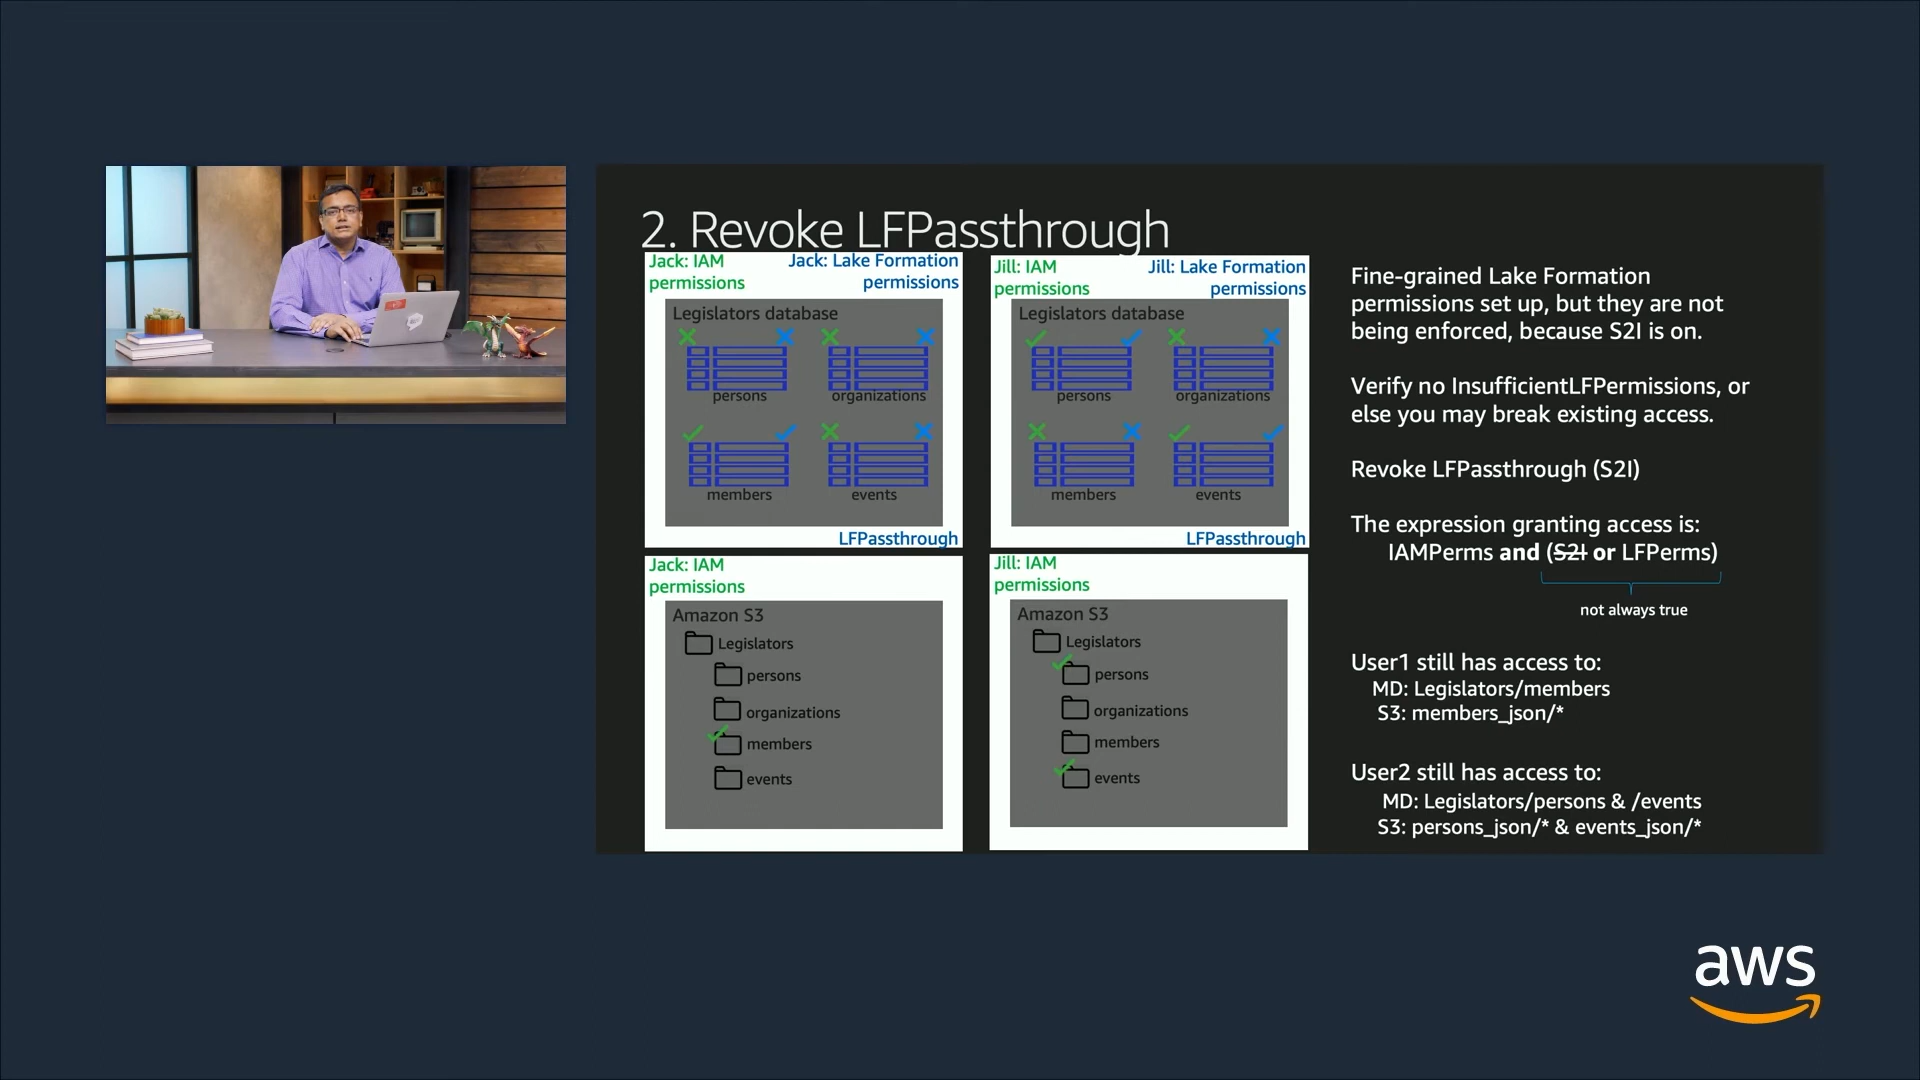 2. Revoke LFPassthrough
Jack: IAM
permissions
Jack: Lake Formation
permissions
Legislators database
persons
organizations
members
events
LFPassthrough
Jill: IAM
permissions
Jill: Lake Formation
permissions
Legislators database
persons
organizations
members
events
LFPassthrough
Jack: IAM
permissions
Amazon S3
Legislators
persons
organizations
members
events
Jill: IAM
permissions
Amazon S3
Legislators
persons
organizations
members
events
Fine-grained Lake Formation
permissions set up, but they are not
being enforced, because S2I is on.
Verify no InsufficientLFPermissions, or
else you may break existing access.
Revoke LFPassthrough (S2I)
The expression granting access is:
IAMPerms and (S2I or LFPerms)
not always true
User1 still has access to:
MD: Legislators/members
S3: members_json/*
User2 still has access to:
MD: Legislators/persons & /events
S3: persons_json/* & events_json/*
aws